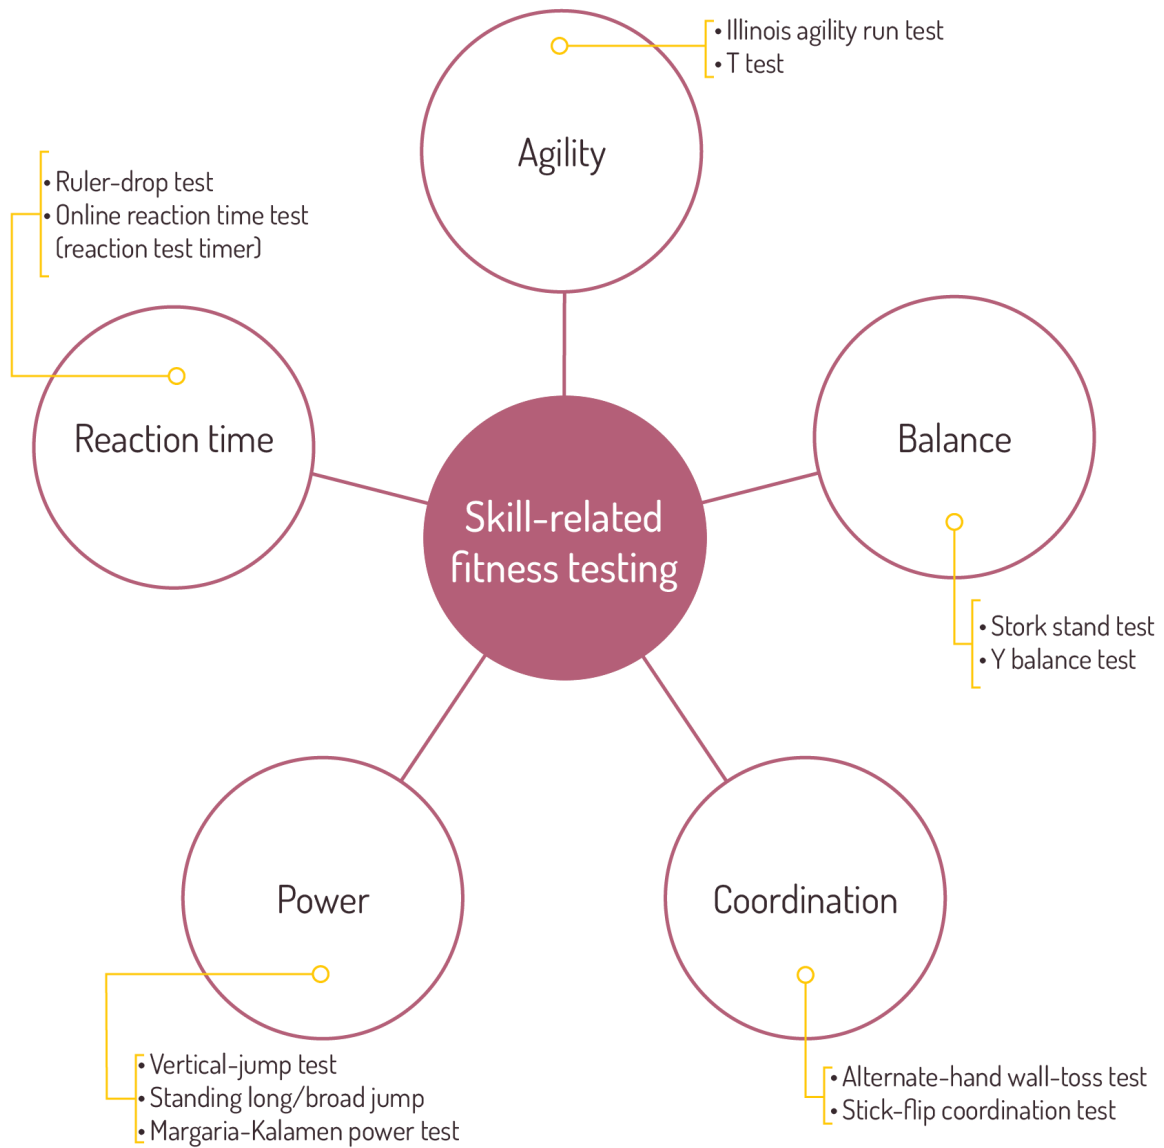 • Illinois agility run test
• T test
Agility
• Ruler-drop test
• Online reaction time test
(reaction test timer)
Reaction time
Balance
Skill-related
fitness testing
• Stork stand test
• Y balance test
Power
Coordination
• Vertical-jump test
• Standing long/broad jump
• Margaria-Kalamen power test
• Alternate-hand wall-toss test
• Stick-flip coordination test